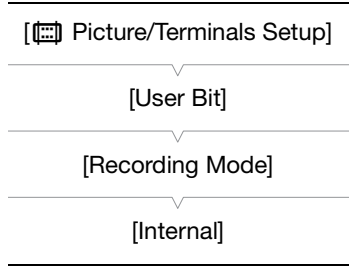 [ Picture/Terminals Setup]
[User Bit]
[Recording Mode]
[Internal]